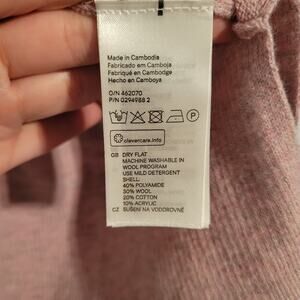 Made in Cambodia
Fabricado em Camboja
Fabriqué en Cambodge
Hecho en Camboya
O/N 462070
P/N 0294988 2
P
clevercare.info
GB DRY FLAT
MACHINE WASHABLE IN
WOOL PROGRAM
USE MILD DETERGENT
SHELL:
40% POLYAMIDE
30% WOOL
20% COTTON
10% ACRYLIC
CZ SUŠENÍ NA VODOROVNÉ